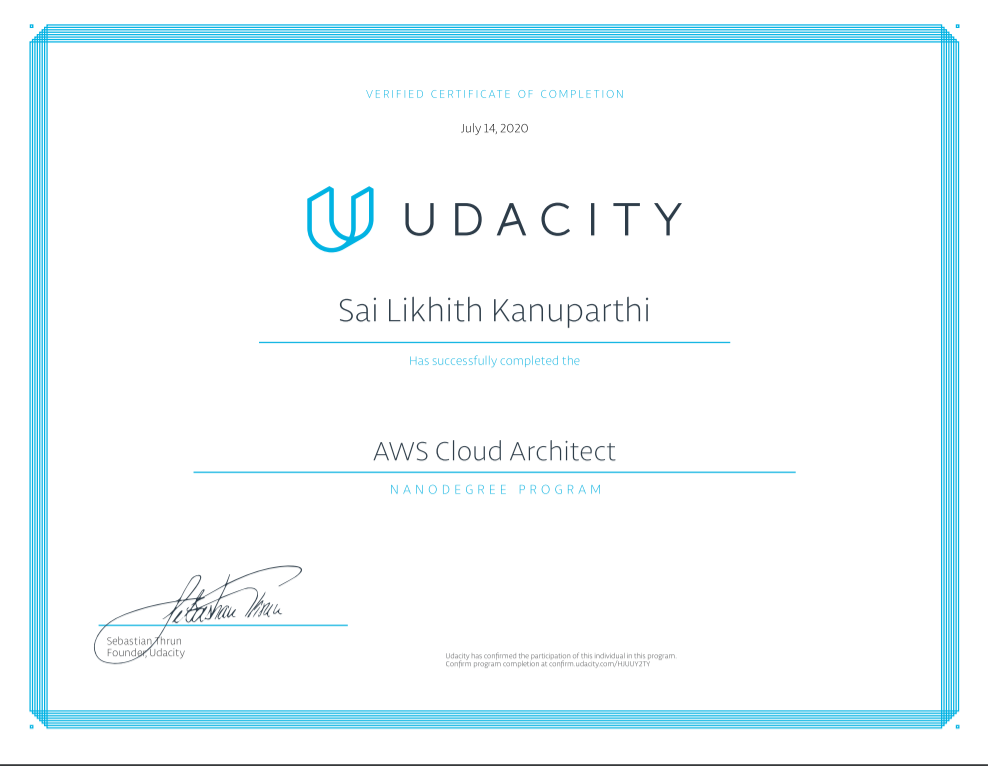 VERIFIED CERTIFICATE OF COMPLETION
July 14, 2020
UDACITY
Sai Likhith Kanuparthi
Has successfully completed the
AWS Cloud Architect
NANODEGREE PROGRAM
Sebastian Thrun
Sebastian Thrun
Founder, Udacity
Udacity has confirmed the participation of this individual in this program.
Confirm program completion at confirm.udacity.com/HJUUY2TY